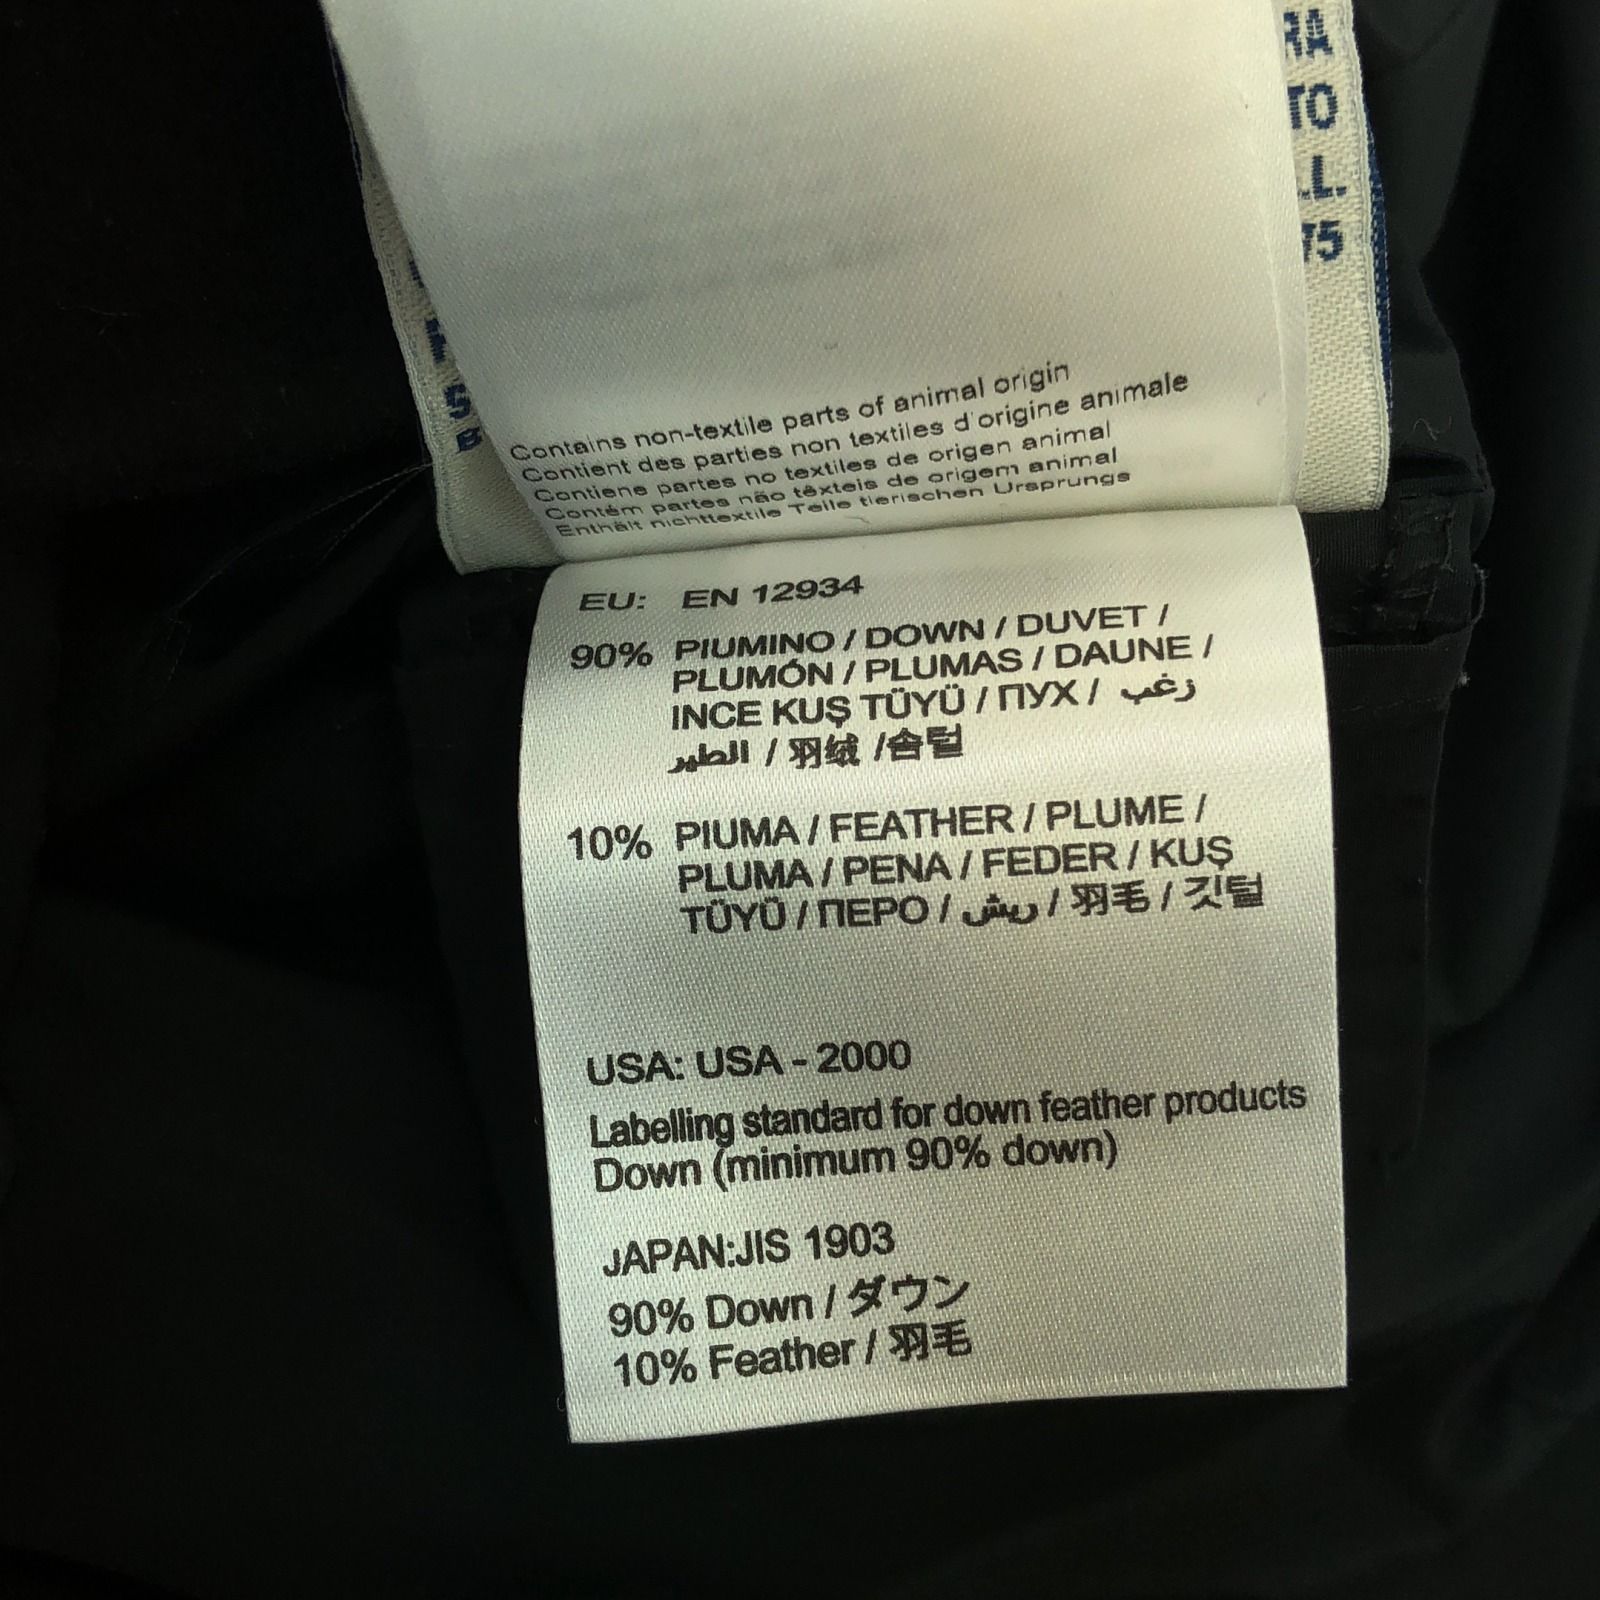 RA
TO
.L.
75
Contains non-textile parts of animal origin
Contient des parties non textiles d'origine animale
Contiene partes no textiles de origen animal
Contém partes não têxteis de origem animal
Enthält nichttextile Teile tierischen Ursprungs
EU: EN 12934
90% PIUMINO / DOWN / DUVET /
PLUMÓN / PLUMAS / DAUNE /
INCE KUŞ TÜYÜ / ПУХ / زغب
الطير / 羽绒 /솜털
10% PIUMA / FEATHER / PLUME /
PLUMA / PENA / FEDER / KUŞ
TÜYÜ / ПЕРО / ريش / 羽毛 / 깃털
USA: USA - 2000
Labelling standard for down feather products
Down (minimum 90% down)
JAPAN:JIS 1903
90% Down / ダウン
10% Feather / 羽毛